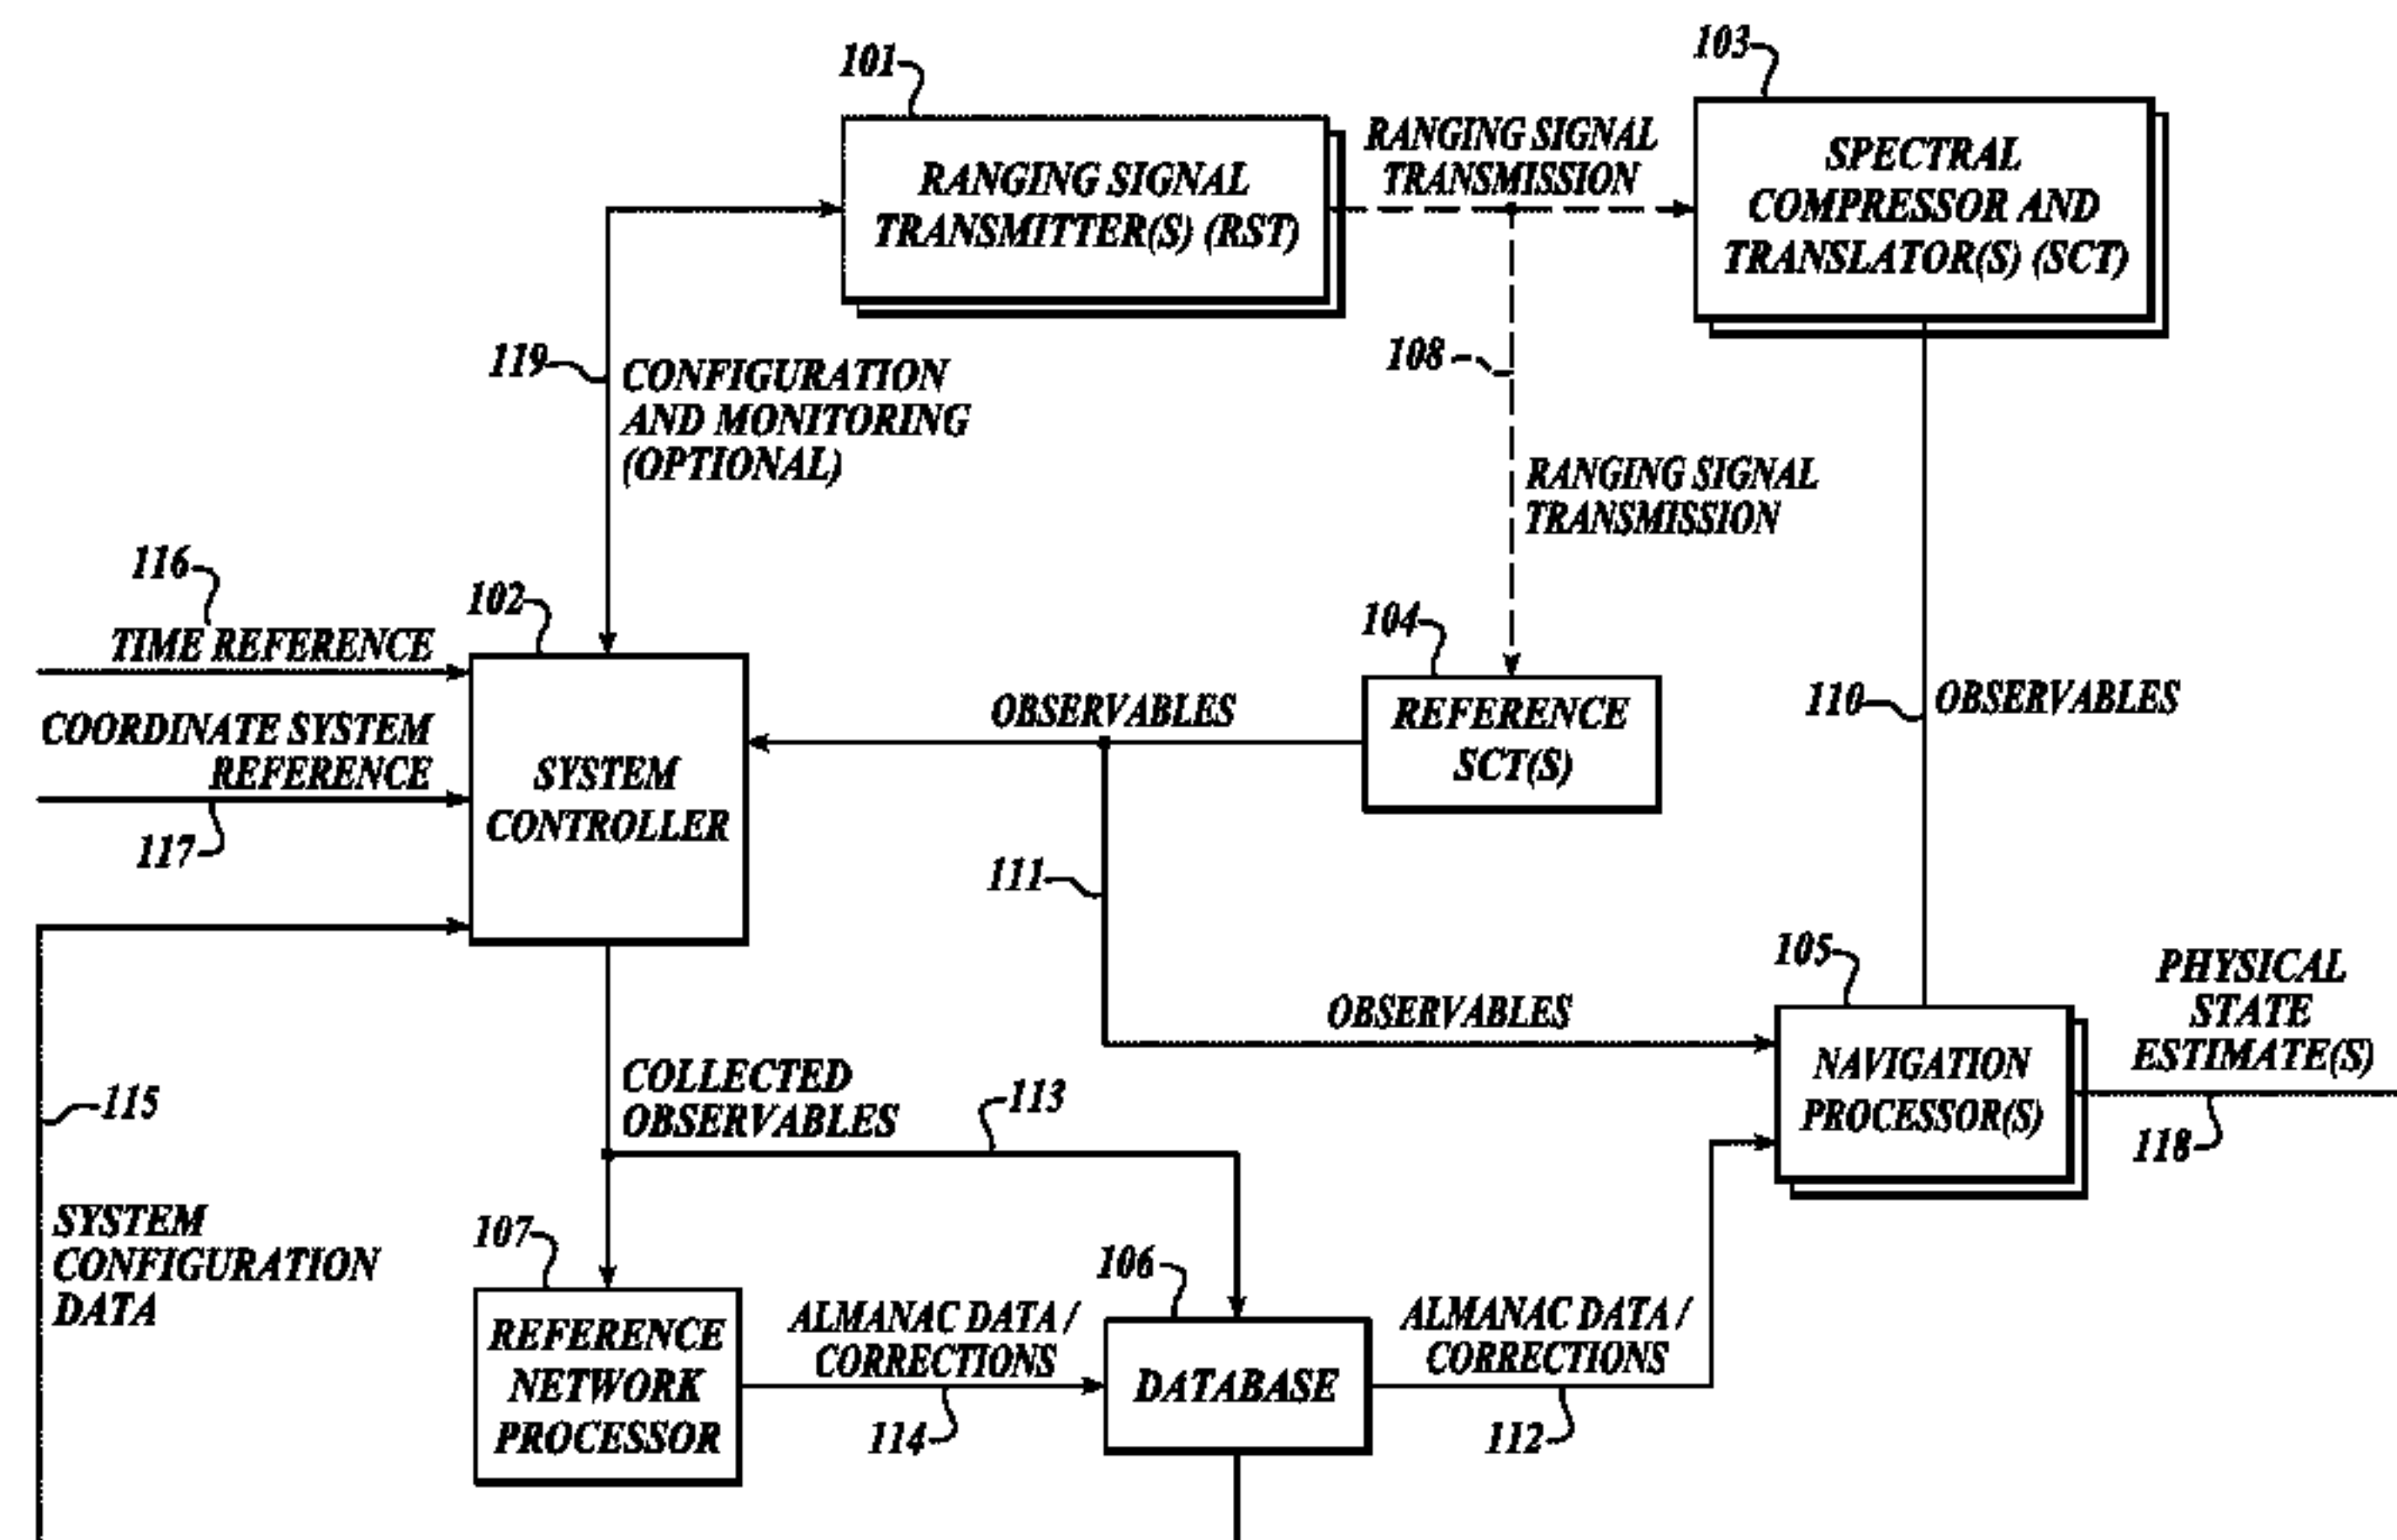 101
103
RANGING SIGNAL
TRANSMITTER(S) (RST)
RANGING SIGNAL
TRANSMISSION
SPECTRAL
COMPRESSOR AND
TRANSLATOR(S) (SCT)
119
CONFIGURATION
AND MONITORING
(OPTIONAL)
108
RANGING SIGNAL
TRANSMISSION
116
TIME REFERENCE
102
104
COORDINATE SYSTEM
REFERENCE
117
SYSTEM
CONTROLLER
OBSERVABLES
REFERENCE
SCT(S)
110
OBSERVABLES
111
105
OBSERVABLES
NAVIGATION
PROCESSOR(S)
PHYSICAL
STATE
ESTIMATE(S)
118
115
COLLECTED
OBSERVABLES
113
SYSTEM
CONFIGURATION
DATA
107
REFERENCE
NETWORK
PROCESSOR
ALMANAC DATA /
CORRECTIONS
114
106
DATABASE
ALMANAC DATA /
CORRECTIONS
112